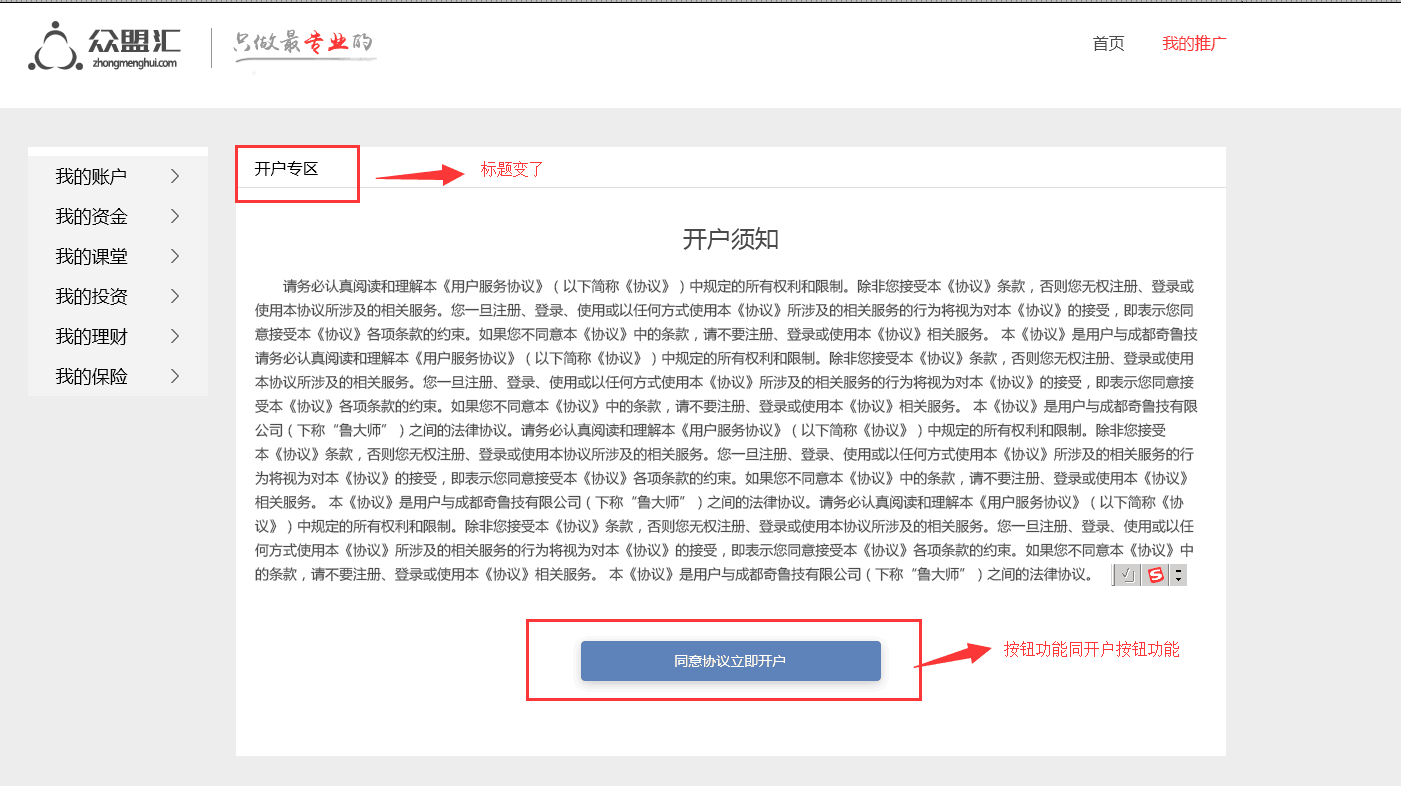 众盟汇
zhongmenghui.com
只做最专业的
首页
我的推广
我的账户
我的资金
我的课堂
我的投资
我的理财
我的保险
开户专区
标题变了
开户须知
请务必认真阅读和理解本《用户服务协议》（以下简称《协议》）中规定的所有权利和限制。除非您接受本《协议》条款，否则您无权注册、登录或
使用本协议所涉及的相关服务。您一旦注册、登录、使用或以任何方式使用本《协议》所涉及的相关服务的行为将视为对本《协议》的接受，即表示您同
意接受本《协议》各项条款的约束。如果您不同意本《协议》中的条款，请不要注册、登录或使用本《协议》相关服务。 本《协议》是用户与成都奇鲁技
请务必认真阅读和理解本《用户服务协议》（以下简称《协议》）中规定的所有权利和限制。除非您接受本《协议》条款，否则您无权注册、登录或使用
本协议所涉及的相关服务。您一旦注册、登录、使用或以任何方式使用本《协议》所涉及的相关服务的行为将视为对本《协议》的接受，即表示您同意接
受本《协议》各项条款的约束。如果您不同意本《协议》中的条款，请不要注册、登录或使用本《协议》相关服务。 本《协议》是用户与成都奇鲁技有限
公司（下称“鲁大师”）之间的法律协议。请务必认真阅读和理解本《用户服务协议》（以下简称《协议》）中规定的所有权利和限制。除非您接受
本《协议》条款，否则您无权注册、登录或使用本协议所涉及的相关服务。您一旦注册、登录、使用或以任何方式使用本《协议》所涉及的相关服务的行
为将视为对本《协议》的接受，即表示您同意接受本《协议》各项条款的约束。如果您不同意本《协议》中的条款，请不要注册、登录或使用本《协议》
相关服务。 本《协议》是用户与成都奇鲁技有限公司（下称“鲁大师”）之间的法律协议。请务必认真阅读和理解本《用户服务协议》（以下简称《协
议》）中规定的所有权利和限制。除非您接受本《协议》条款，否则您无权注册、登录或使用本协议所涉及的相关服务。您一旦注册、登录、使用或以任
何方式使用本《协议》所涉及的相关服务的行为将视为对本《协议》的接受，即表示您同意接受本《协议》各项条款的约束。如果您不同意本《协议》中
的条款，请不要注册、登录或使用本《协议》相关服务。 本《协议》是用户与成都奇鲁技有限公司（下称“鲁大师”）之间的法律协议。
同意协议立即开户
按钮功能同开户按钮功能